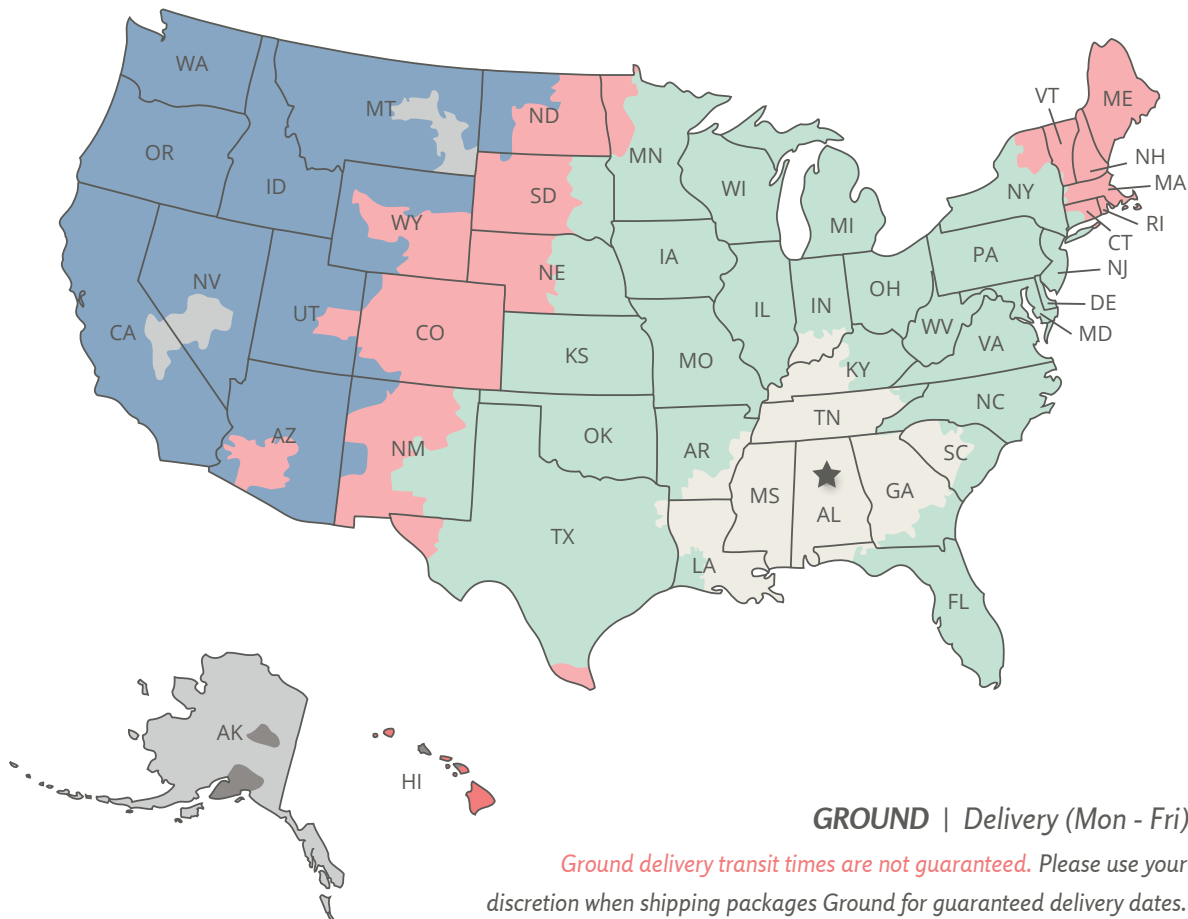 WA
MT
ND
VT
ME
OR
ID
MN
NH
MA
WI
SD
NY
WY
RI
MI
CT
IA
PA
NJ
NE
NV
OH
DE
UT
IL
IN
CA
CO
WV
MD
VA
KS
MO
KY
NC
TN
AZ
OK
NM
AR
SC
MS
GA
AL
TX
LA
FL
AK
HI
GROUND | Delivery (Mon - Fri)
Ground delivery transit times are not guaranteed. Please use your
discretion when shipping packages Ground for guaranteed delivery dates.